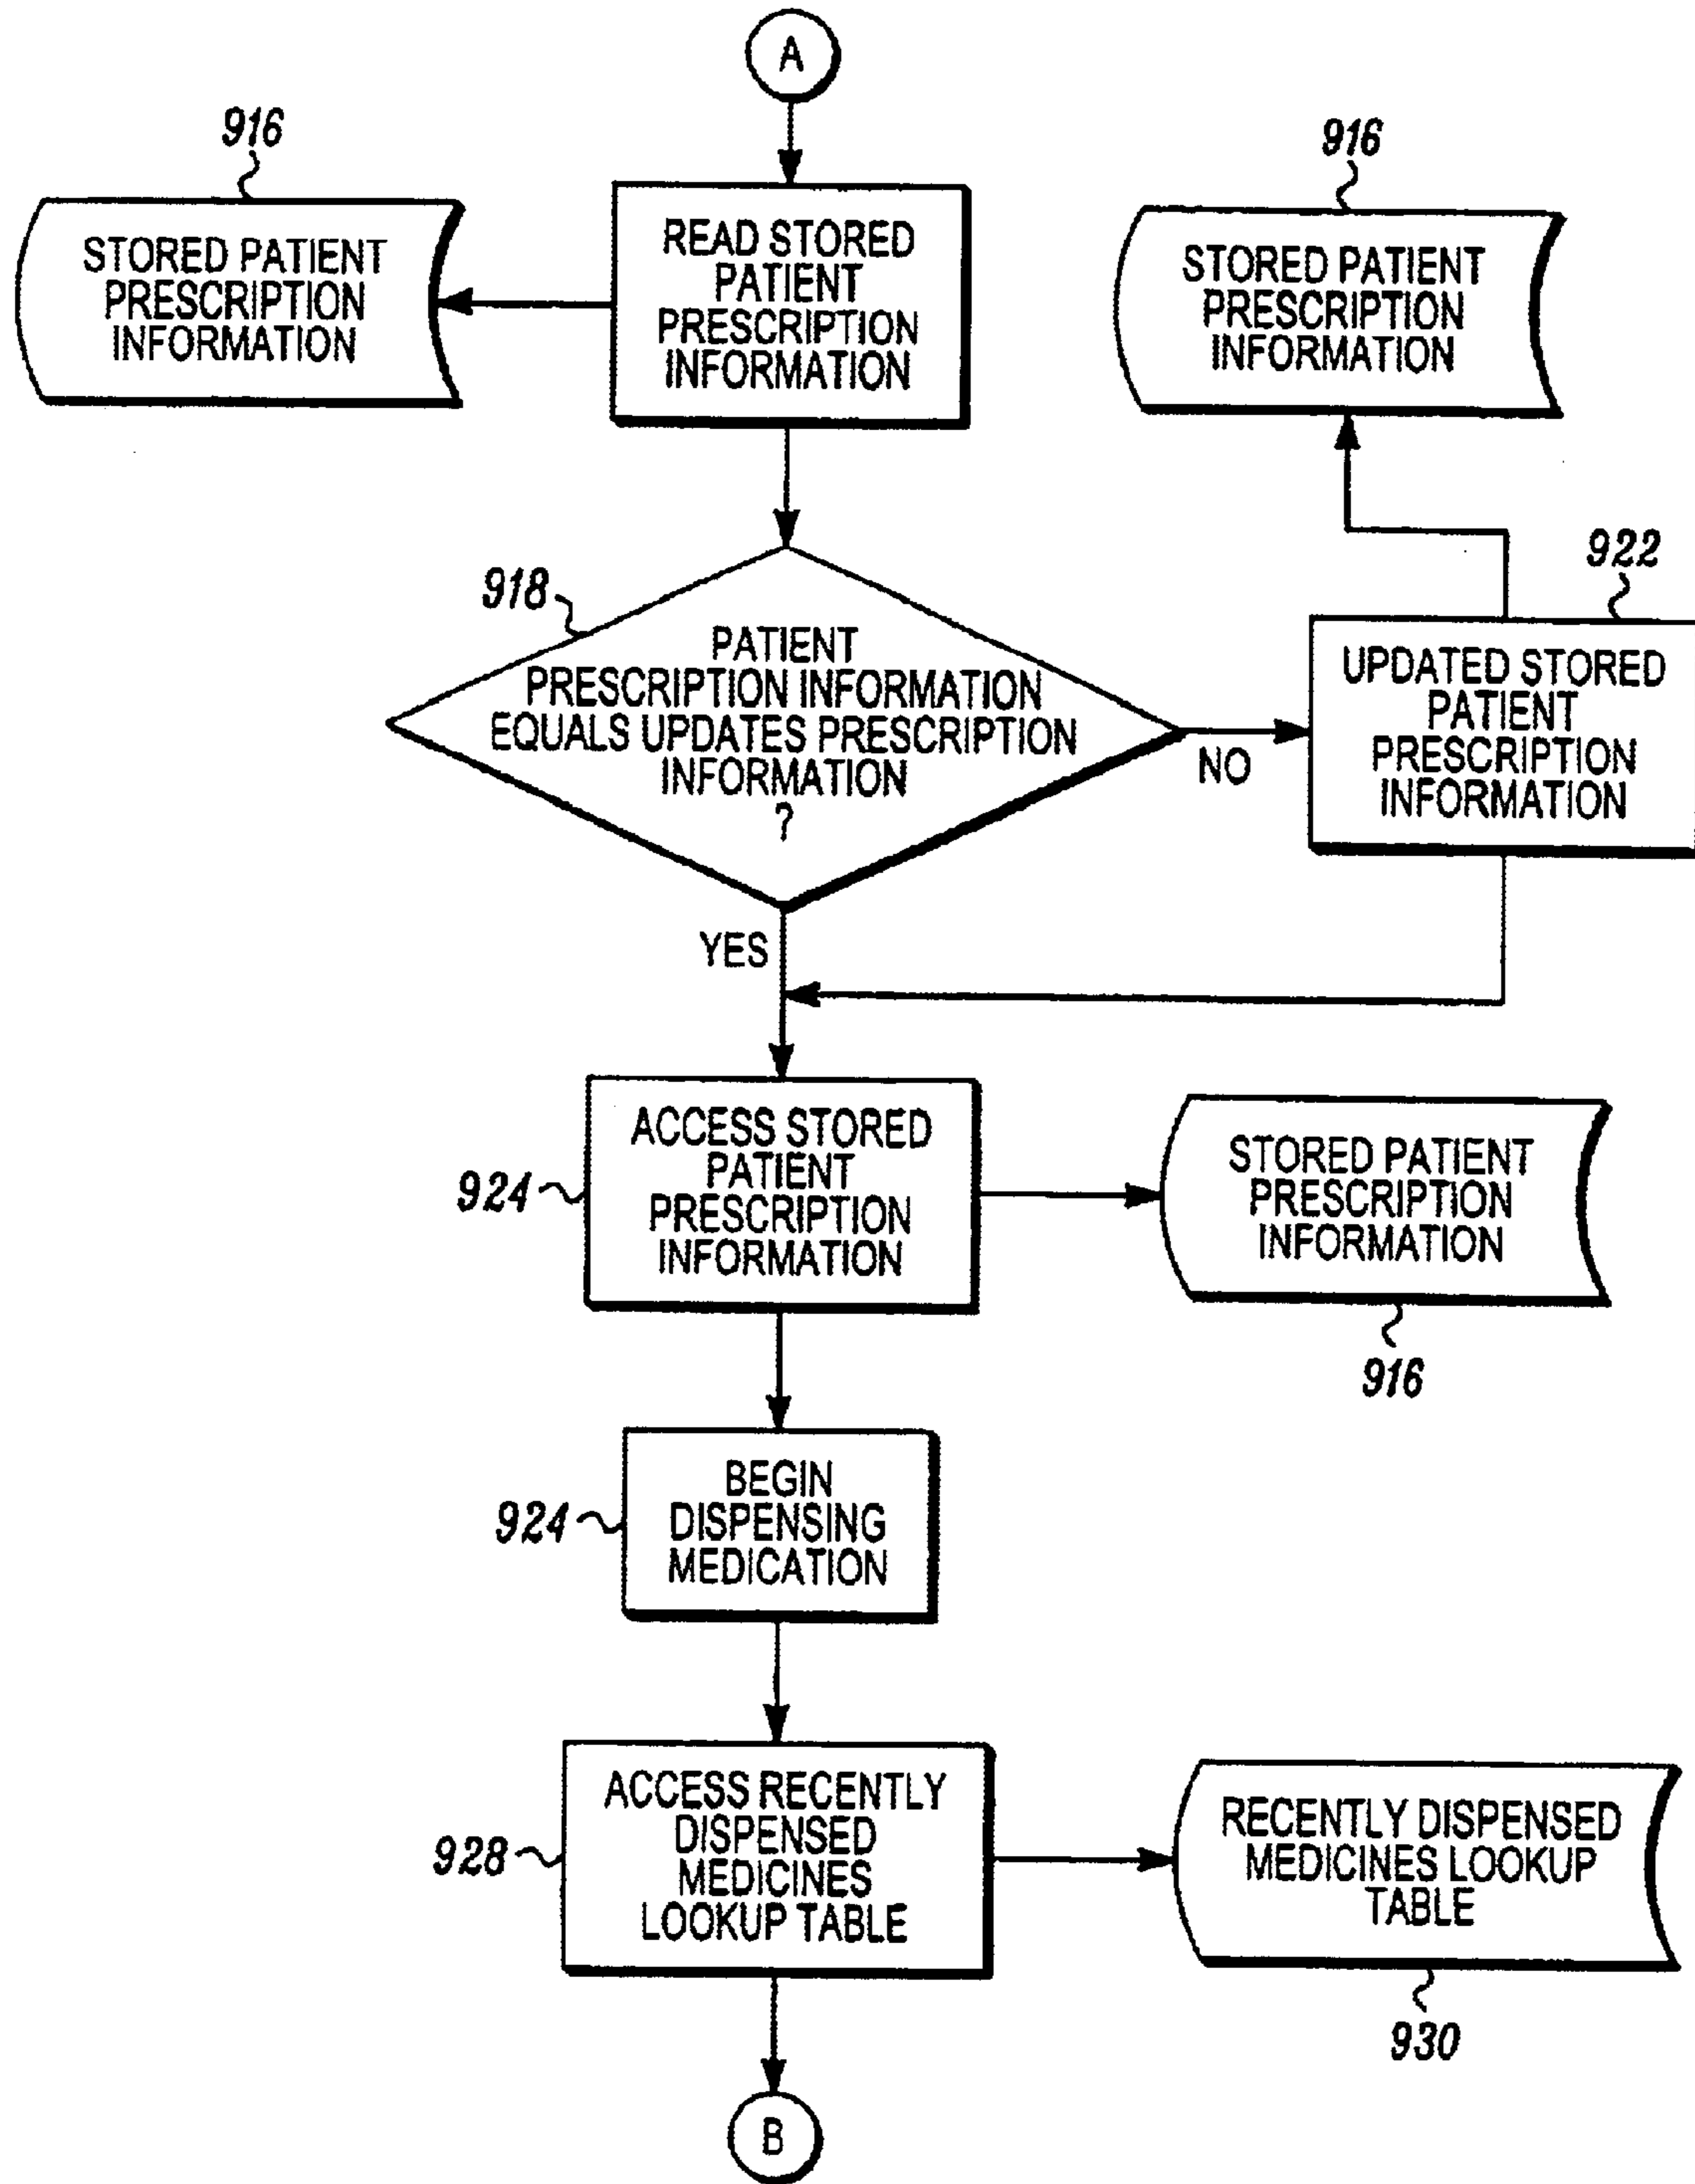 A
916
STORED PATIENT
PRESCRIPTION
INFORMATION
READ STORED
PATIENT
PRESCRIPTION
INFORMATION
916
STORED PATIENT
PRESCRIPTION
INFORMATION
918
PATIENT
PRESCRIPTION INFORMATION
EQUALS UPDATES PRESCRIPTION
INFORMATION
?
NO
922
UPDATED STORED
PATIENT
PRESCRIPTION
INFORMATION
YES
924
ACCESS STORED
PATIENT
PRESCRIPTION
INFORMATION
STORED PATIENT
PRESCRIPTION
INFORMATION
916
924
BEGIN
DISPENSING
MEDICATION
928
ACCESS RECENTLY
DISPENSED
MEDICINES
LOOKUP TABLE
RECENTLY DISPENSED
MEDICINES LOOKUP
TABLE
930
B